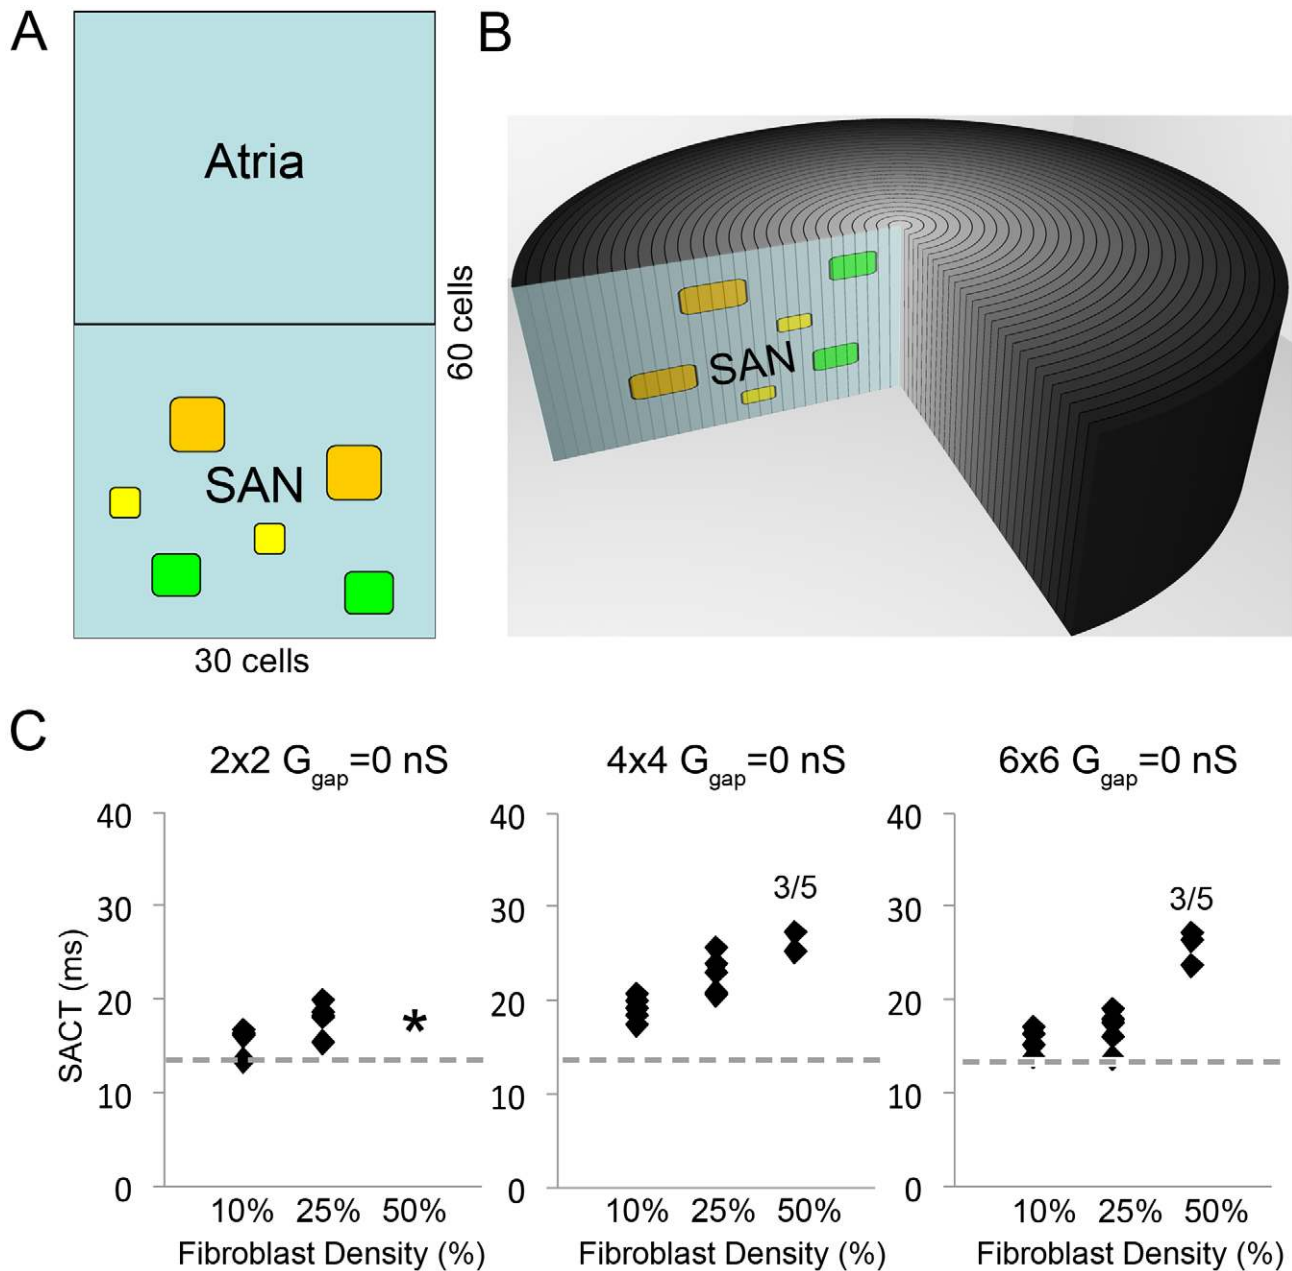 A
B
Atria
SAN
60 cells
30 cells
SAN
C
2x2 G_gap=0 nS
4x4 G_gap=0 nS
6x6 G_gap=0 nS
SACT (ms)
40
30
20
10
0
*
10% 25% 50%
Fibroblast Density (%)
40
30
20
10
0
3/5
10% 25% 50%
Fibroblast Density (%)
40
30
20
10
0
3/5
10% 25% 50%
Fibroblast Density (%)